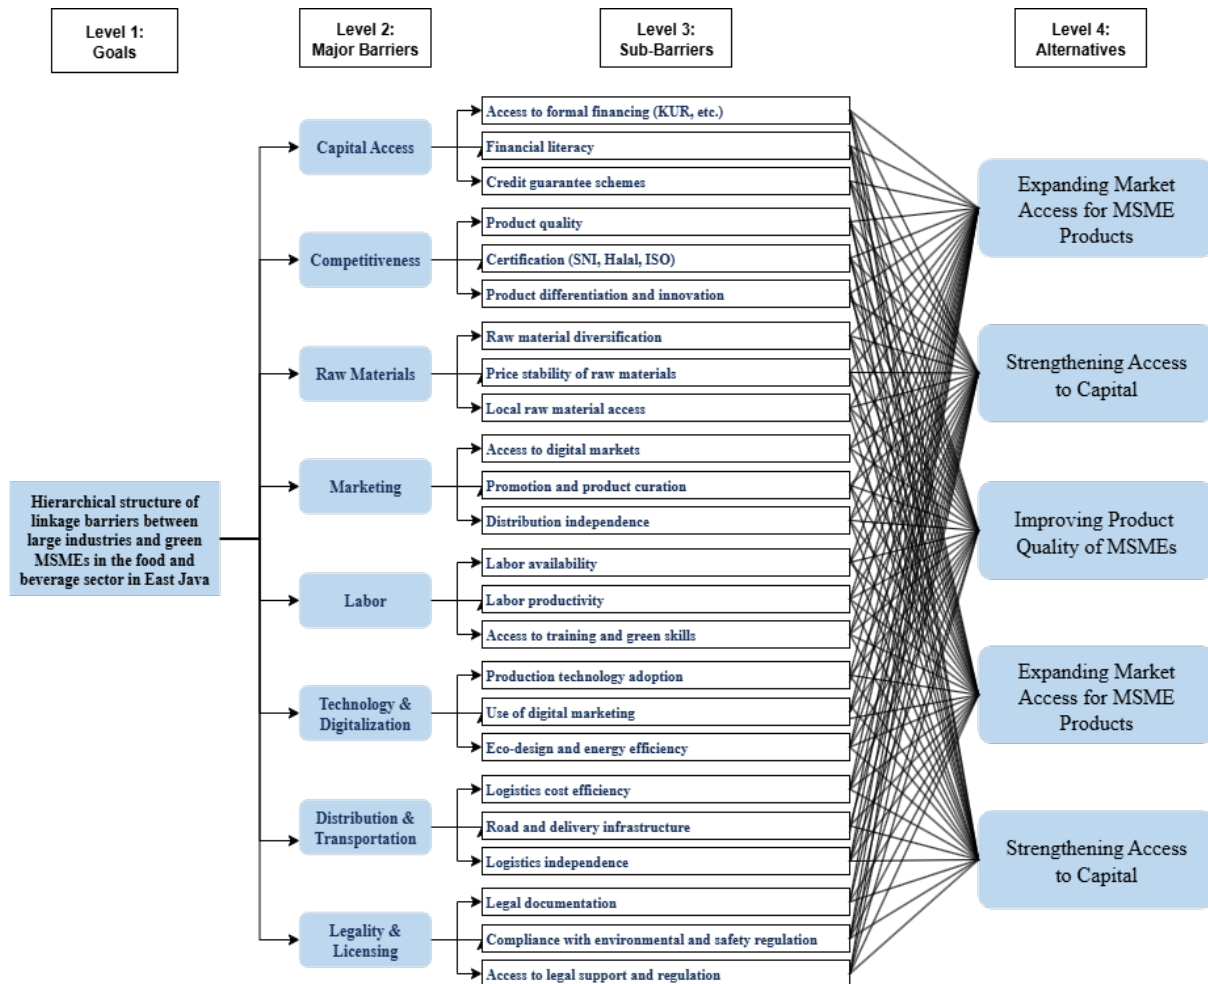 Level 1:
Goals
Level 2:
Major Barriers
Level 3:
Sub-Barriers
Level 4:
Alternatives
Hierarchical structure of
linkage barriers between
large industries and green
MSMEs in the food and
beverage sector in East Java
Capital Access
Access to formal financing (KUR, etc.)
Financial literacy
Credit guarantee schemes
Competitiveness
Product quality
Certification (SNI, Halal, ISO)
Product differentiation and innovation
Raw Materials
Raw material diversification
Price stability of raw materials
Local raw material access
Marketing
Access to digital markets
Promotion and product curation
Distribution independence
Labor
Labor availability
Labor productivity
Access to training and green skills
Technology &
Digitalization
Production technology adoption
Use of digital marketing
Eco-design and energy efficiency
Distribution &
Transportation
Logistics cost efficiency
Road and delivery infrastructure
Logistics independence
Legality &
Licensing
Legal documentation
Compliance with environmental and safety regulation
Access to legal support and regulation
Expanding Market
Access for MSME
Products
Strengthening Access
to Capital
Improving Product
Quality of MSMEs
Expanding Market
Access for MSME
Products
Strengthening Access
to Capital